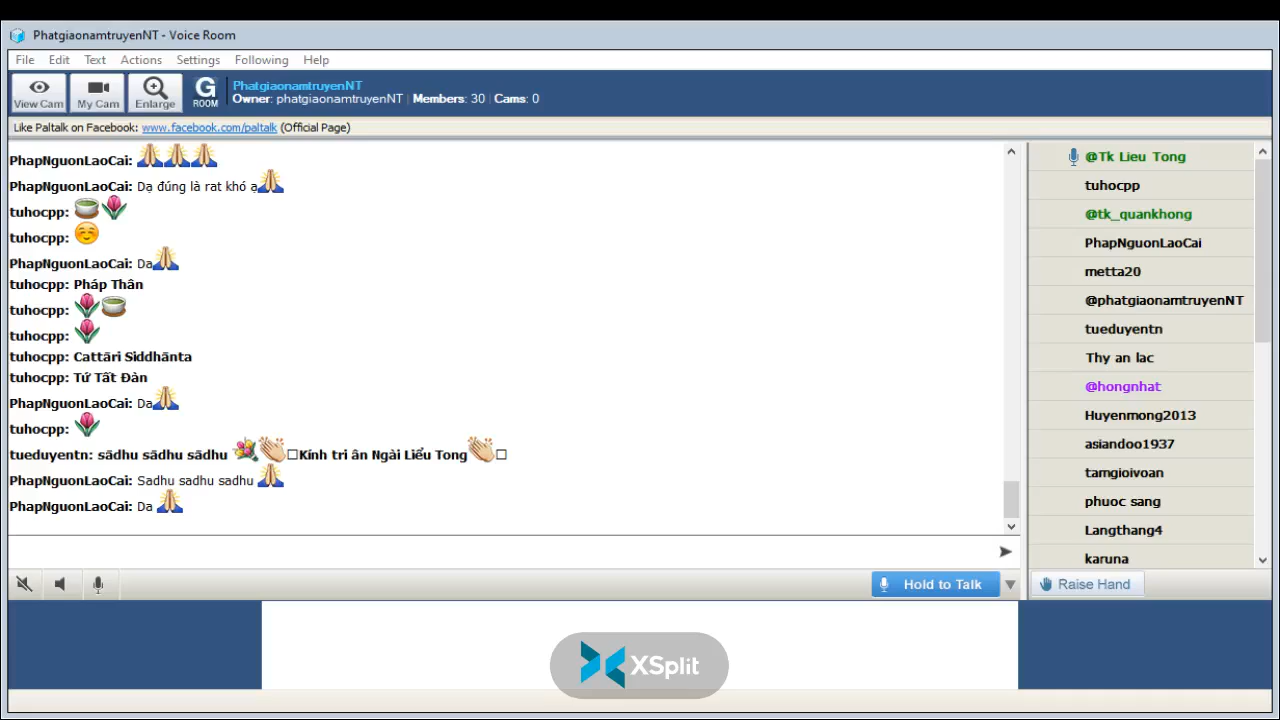 PhatgiaonamtruyenNT - Voice Room
File Edit Text Actions Settings Following Help
View Cam
My Cam
Enlarge
G ROOM
PhatgiaonamtruyenNT
Owner: phatgiaonamtruyenNT | Members: 30 | Cams: 0
Like Paltalk on Facebook: www.facebook.com/paltalk (Official Page)
PhapNguonLaoCai:
PhapNguonLaoCai: Dạ đúng là rat khó ạ
tuhocpp:
tuhocpp:
PhapNguonLaoCai: Da
tuhocpp: Pháp Thân
tuhocpp:
tuhocpp:
tuhocpp: Cattāri Siddhānta
tuhocpp: Tứ Tất Đàn
PhapNguonLaoCai: Da
tuhocpp:
tueduyentn: sādhu sādhu sādhu Kính tri ân Ngài Liểu Tong
PhapNguonLaoCai: Sadhu sadhu sadhu
PhapNguonLaoCai: Da
@Tk Lieu Tong
tuhocpp
@tk_quankhong
PhapNguonLaoCai
metta20
@phatgiaonamtruyenNT
tueduyentn
Thy an lac
@hongnhat
Huyenmong2013
asiandoo1937
tamgioivoan
phuoc sang
Langthang4
karuna
Hold to Talk
Raise Hand
XSplit